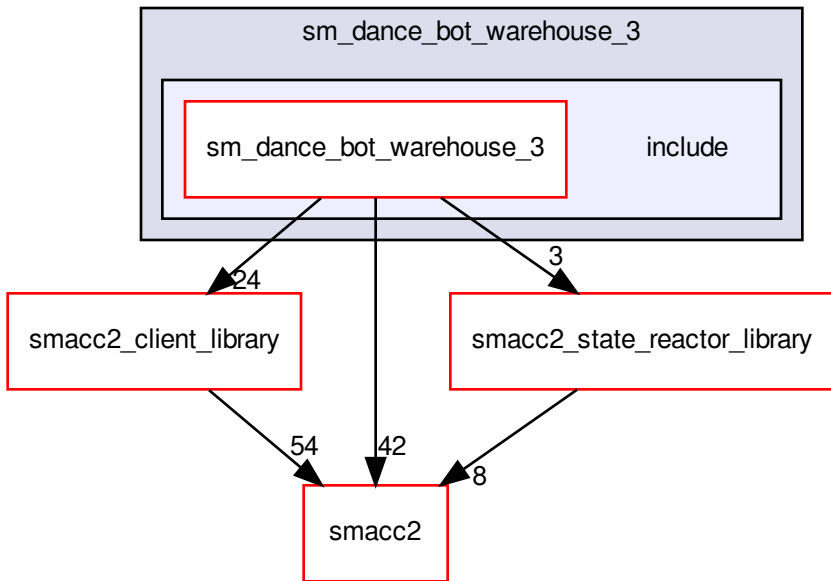 sm_dance_bot_warehouse_3
sm_dance_bot_warehouse_3
include
24
3
smacc2_client_library
smacc2_state_reactor_library
54
42
8
smacc2